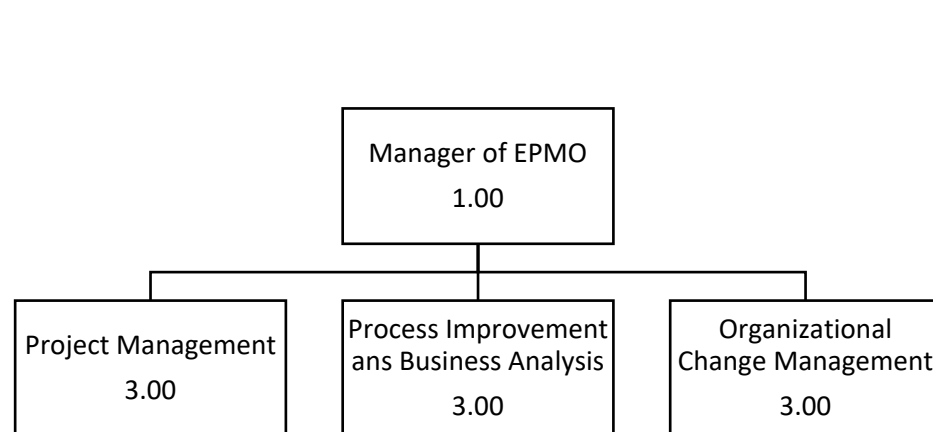 Manager of EPMO
1.00
Project Management
3.00
Process Improvement
ans Business Analysis
3.00
Organizational
Change Management
3.00